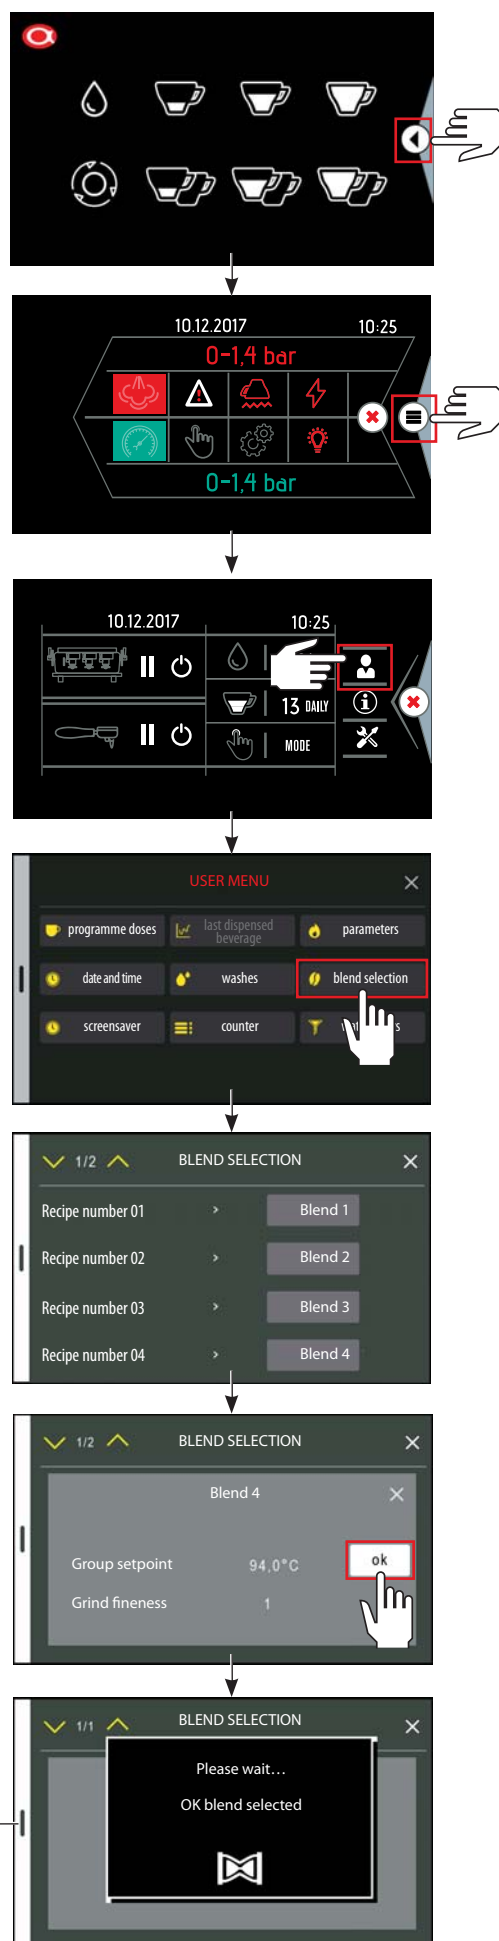 10.12.2017 10:25
0-1,4 bar
0-1,4 bar
10.12.2017 10:25
13 DAILY
MODE
USER MENU
programme doses last dispensed beverage parameters
date and time washes blend selection
screensaver counter
1/2 BLEND SELECTION
Recipe number 01 > Blend 1
Recipe number 02 > Blend 2
Recipe number 03 > Blend 3
Recipe number 04 > Blend 4
1/2 BLEND SELECTION
Blend 4
Group setpoint 94,0°C ok
Grind fineness 1
1/1 BLEND SELECTION
Please wait...
OK blend selected